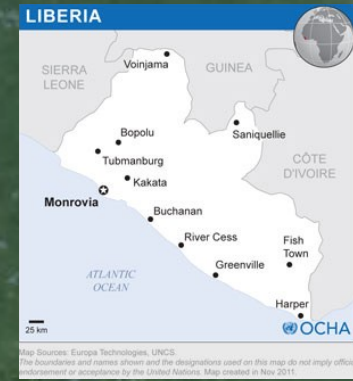 LIBERIA
Voinjama
SIERRA
LEONE
GUINEA
Bopolu
Saniquellie
Tubmanburg
CÔTE
D'IVOIRE
Kakata
Monrovia
Buchanan
River Cess
Fish
Town
Greenville
ATLANTIC
OCEAN
Harper
25 km
OCHA
Map Sources: Europa Technologies, UNCS.
The boundaries and names shown and the designations used on this map do not imply offici
endorsement or acceptance by the United Nations. Map created in Nov 2011.